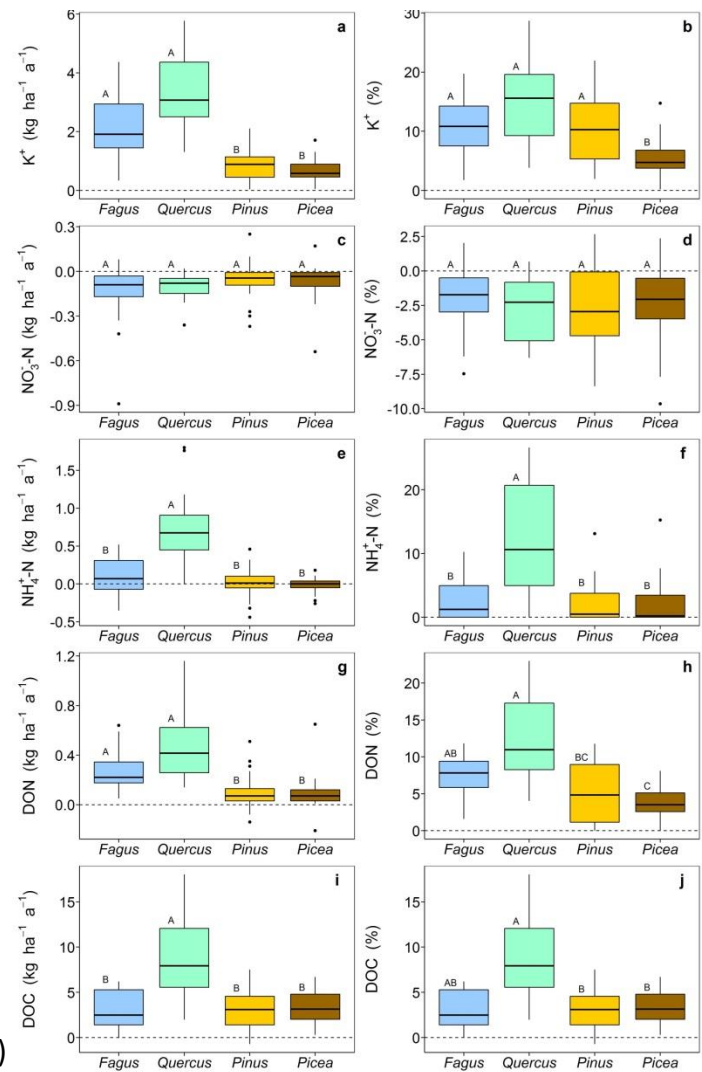 a
K⁺ (kg ha⁻¹ a⁻¹)
6
4
2
0
A
A
B
B
Fagus Quercus Pinus Picea
b
K⁺ (%)
30
20
10
0
A
A
A
B
Fagus Quercus Pinus Picea
c
NO₃⁻-N (kg ha⁻¹ a⁻¹)
0.3
0.0
-0.3
-0.6
-0.9
A
A
A
A
Fagus Quercus Pinus Picea
d
NO₃⁻-N (%)
2.5
0.0
-2.5
-5.0
-7.5
-10.0
A
A
A
A
Fagus Quercus Pinus Picea
e
NH₄⁺-N (kg ha⁻¹ a⁻¹)
1.5
1.0
0.5
0.0
-0.5
B
A
B
B
Fagus Quercus Pinus Picea
f
NH₄⁺-N (%)
20
10
0
B
A
B
B
Fagus Quercus Pinus Picea
g
DON (kg ha⁻¹ a⁻¹)
1.2
0.8
0.4
0.0
A
A
B
B
Fagus Quercus Pinus Picea
h
DON (%)
20
15
10
5
0
AB
A
BC
C
Fagus Quercus Pinus Picea
i
DOC (kg ha⁻¹ a⁻¹)
15
10
5
0
B
A
B
B
Fagus Quercus Pinus Picea
j
DOC (%)
15
10
5
0
AB
A
B
B
Fagus Quercus Pinus Picea
)